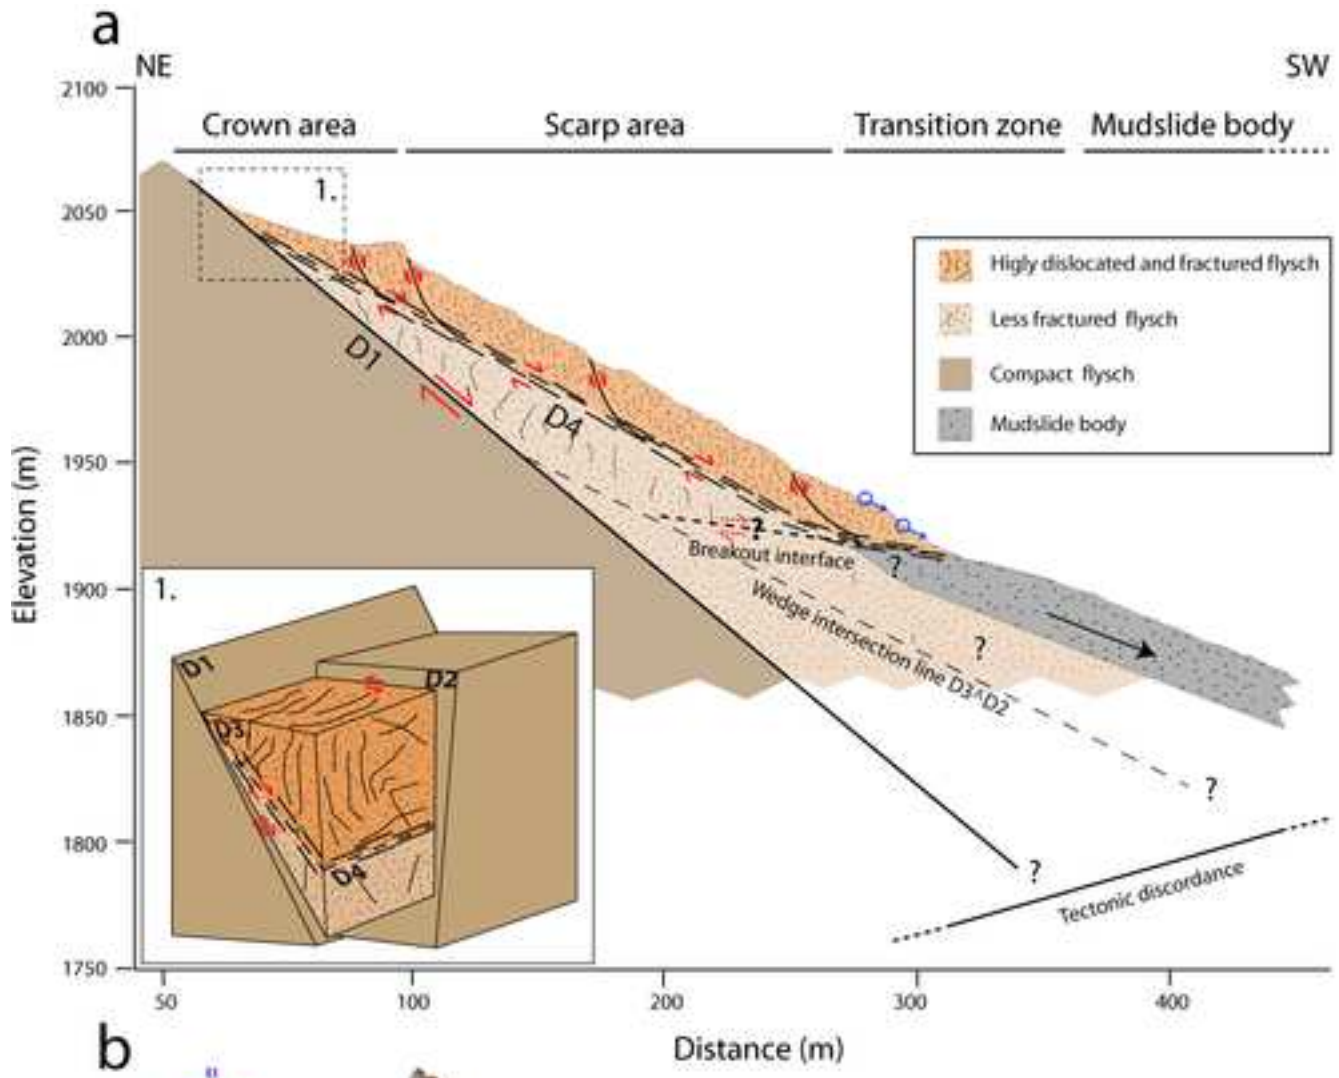 a
NE
SW
2100
Crown area
Scarp area
Transition zone
Mudslide body
1.
2050
Higly dislocated and fractured flysch
Less fractured flysch
Compact flysch
Mudslide body
2000
D1
D4
1950
?
Breakout interface
?
Wedge intersection line D3^D2
?
?
?
Tectonic discordance
Elevation (m)
1900
1850
1800
1750
1.
D1
D2
D3
D4
50
100
200
300
400
Distance (m)
b